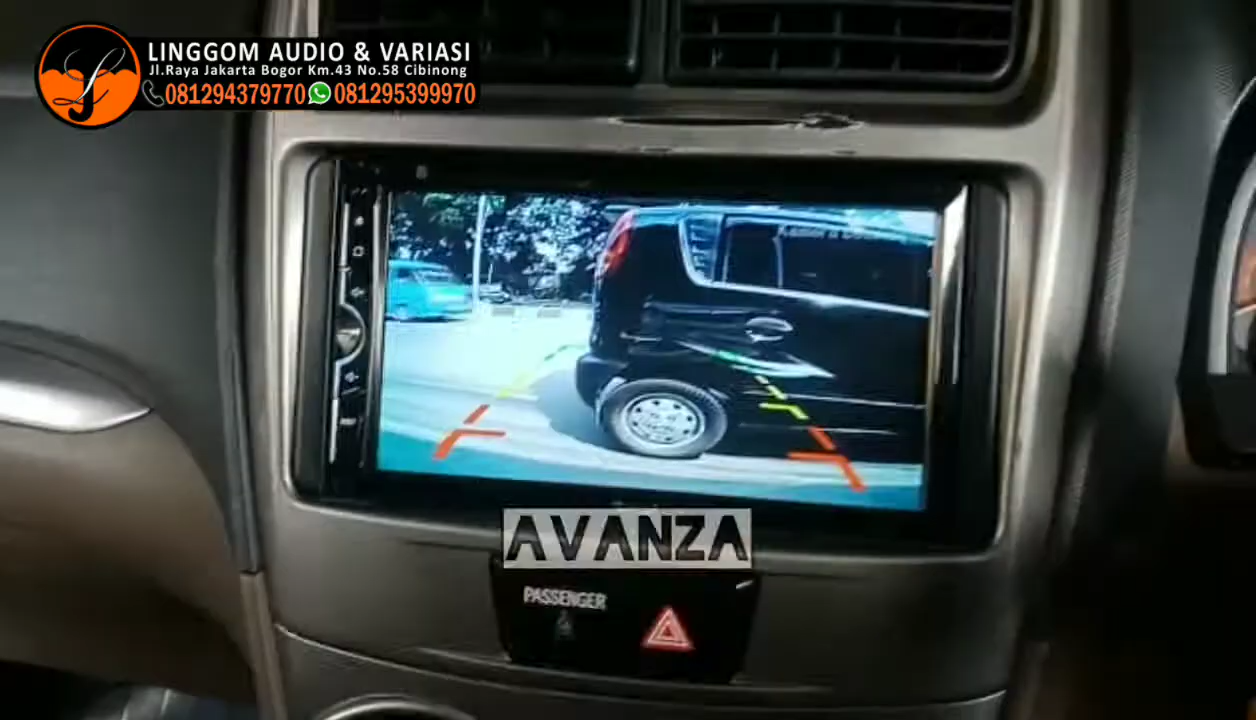 LINGGOM AUDIO & VARIASI
Jl.Raya Jakarta Bogor Km.43 No.58 Cibinong
081294379770 081295399970
AVANZA
PASSENGER